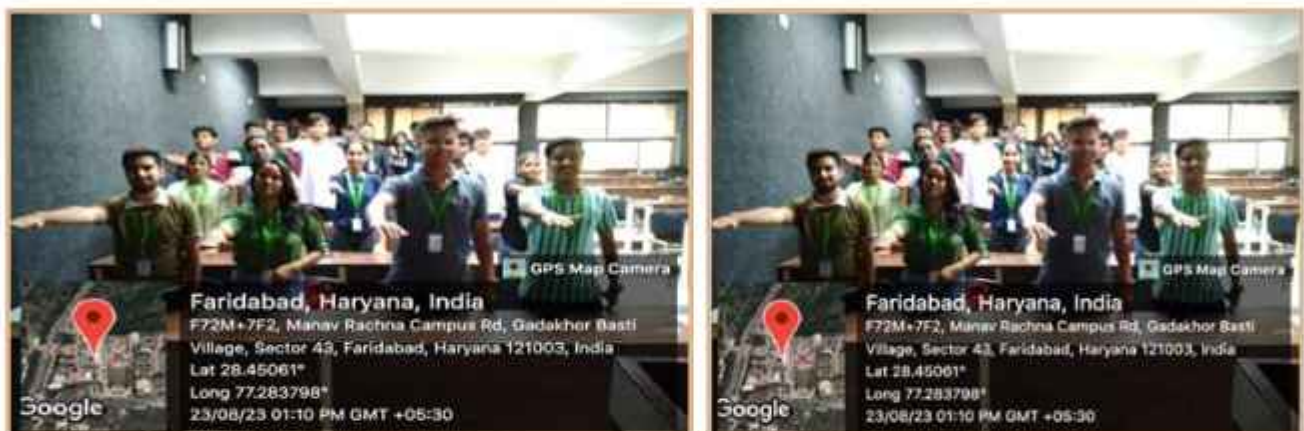 GPS Map Camera
Faridabad, Haryana, India
F72M+7F2, Manav Rachna Campus Rd, Gadakhor Basti
Village, Sector 43, Faridabad, Haryana 121003, India
Lat 28.45061°
Long 77.283798°
23/08/23 01:10 PM GMT +05:30
Google
GPS Map Camera
Faridabad, Haryana, India
F72M+7F2, Manav Rachna Campus Rd, Gadakhor Basti
Village, Sector 43, Faridabad, Haryana 121003, India
Lat 28.45061°
Long 77.283798°
23/08/23 01:10 PM GMT +05:30
Google